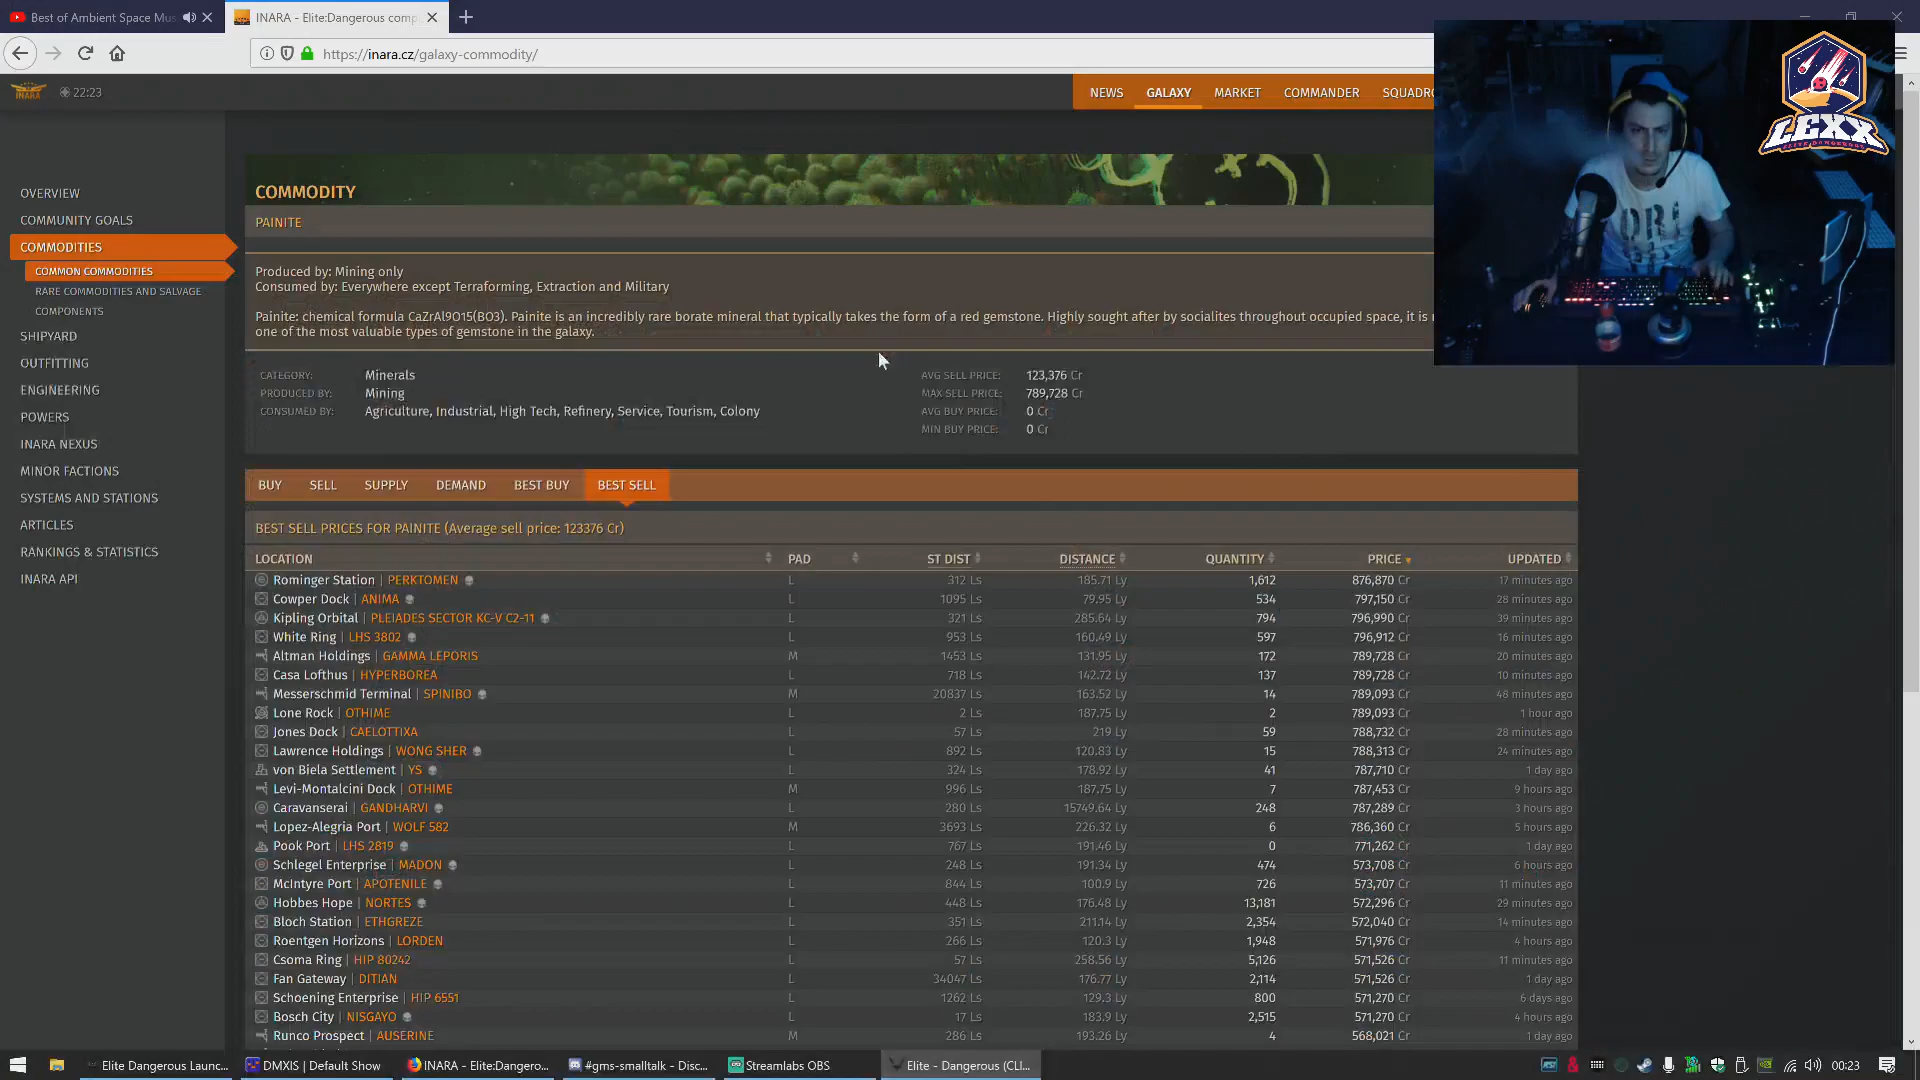 Best of Ambient Space Mus
INARA - Elite:Dangerous comp
https://inara.cz/galaxy-commodity/
INARA
22:23
NEWS GALAXY MARKET COMMANDER SQUADRO
LEXX
ELITE DANGEROUS
OVERVIEW
COMMUNITY GOALS
COMMODITIES
COMMON COMMODITIES
RARE COMMODITIES AND SALVAGE
COMPONENTS
SHIPYARD
OUTFITTING
ENGINEERING
POWERS
INARA NEXUS
MINOR FACTIONS
SYSTEMS AND STATIONS
ARTICLES
RANKINGS & STATISTICS
INARA API
COMMODITY
PAINITE
Produced by: Mining only
Consumed by: Everywhere except Terraforming, Extraction and Military
Painite: chemical formula CaZrAl9O15(BO3). Painite is an incredibly rare borate mineral that typically takes the form of a red gemstone. Highly sought after by socialites throughout occupied space, it is
one of the most valuable types of gemstone in the galaxy.
CATEGORY: Minerals
PRODUCED BY: Mining
CONSUMED BY: Agriculture, Industrial, High Tech, Refinery, Service, Tourism, Colony
AVG SELL PRICE: 123,376 Cr
MAX SELL PRICE: 789,728 Cr
AVG BUY PRICE: 0 Cr
MIN BUY PRICE: 0 Cr
BUY SELL SUPPLY DEMAND BEST BUY BEST SELL
BEST SELL PRICES FOR PAINITE (Average sell price: 123376 Cr)
LOCATION PAD ST DIST DISTANCE QUANTITY PRICE UPDATED
Rominger Station | PERKTOMEN L 312 Ls 185.71 Ly 1,612 876,870 Cr 17 minutes ago
Cowper Dock | ANIMA L 1095 Ls 79.95 Ly 534 797,150 Cr 28 minutes ago
Kipling Orbital | PLEIADES SECTOR KC-V C2-11 L 321 Ls 285.64 Ly 794 796,990 Cr 39 minutes ago
White Ring | LHS 3802 L 953 Ls 160.49 Ly 597 796,912 Cr 16 minutes ago
Altman Holdings | GAMMA LEPORIS M 1453 Ls 131.95 Ly 172 789,728 Cr 20 minutes ago
Casa Lofthus | HYPERBOREA L 718 Ls 142.72 Ly 137 789,728 Cr 10 minutes ago
Messerschmid Terminal | SPINIBO M 20837 Ls 163.52 Ly 14 789,093 Cr 48 minutes ago
Lone Rock | OTHIME L 2 Ls 187.75 Ly 2 789,093 Cr 1 hour ago
Jones Dock | CAELOTTIXA L 57 Ls 219 Ly 59 788,732 Cr 28 minutes ago
Lawrence Holdings | WONG SHER L 892 Ls 120.83 Ly 15 788,313 Cr 24 minutes ago
von Biela Settlement | YS L 324 Ls 178.92 Ly 41 787,710 Cr 1 day ago
Levi-Montalcini Dock | OTHIME M 996 Ls 187.75 Ly 7 787,453 Cr 9 hours ago
Caravanserai | GANDHARVI L 280 Ls 15749.64 Ly 248 787,289 Cr 3 hours ago
Lopez-Alegria Port | WOLF 582 M 3693 Ls 226.32 Ly 6 786,360 Cr 5 hours ago
Pook Port | LHS 2819 L 767 Ls 191.46 Ly 0 771,262 Cr 1 day ago
Schlegel Enterprise | MADON L 248 Ls 191.34 Ly 474 573,708 Cr 6 hours ago
McIntyre Port | APOTENILE L 844 Ls 100.9 Ly 726 573,707 Cr 11 minutes ago
Hobbes Hope | NORTES L 448 Ls 176.48 Ly 13,181 572,296 Cr 29 minutes ago
Bloch Station | ETHGREZE L 351 Ls 211.14 Ly 2,354 572,040 Cr 14 minutes ago
Roentgen Horizons | LORDEN L 266 Ls 120.3 Ly 1,948 571,976 Cr 4 hours ago
Csoma Ring | HIP 80242 L 57 Ls 258.56 Ly 5,126 571,526 Cr 11 minutes ago
Fan Gateway | DITIAN L 34047 Ls 176.77 Ly 2,114 571,526 Cr 1 day ago
Schoening Enterprise | HIP 6551 L 1262 Ls 129.3 Ly 800 571,270 Cr 6 days ago
Bosch City | NISGAYO L 17 Ls 183.9 Ly 2,515 571,270 Cr 4 hours ago
Runco Prospect | AUSERINE M 286 Ls 193.26 Ly 4 568,021 Cr 1 day ago
Elite Dangerous Launc... DMXIS | Default Show INARA - Elite:Dangero... #gms-smalltalk - Disc... Streamlabs OBS Elite - Dangerous (CLI... 00:23